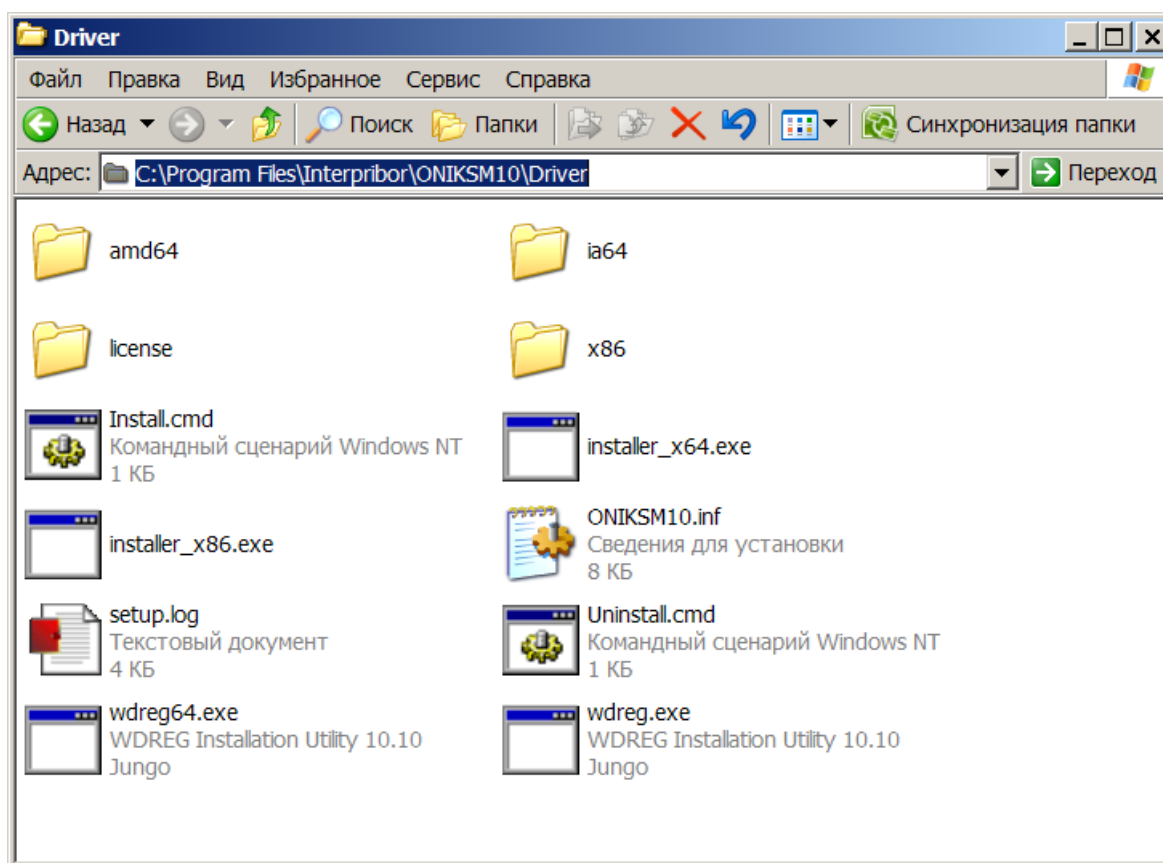 Driver
Файл Правка Вид Избранное Сервис Справка
Назад Поиск Папки Синхронизация папки
Адрес: C:\Program Files\Interpribor\ONIKSM10\Driver Переход
amd64
ia64
license
x86
Install.cmd
Командный сценарий Windows NT
1 КБ
installer_x64.exe
installer_x86.exe
ONIKSM10.inf
Сведения для установки
8 КБ
setup.log
Текстовый документ
4 КБ
Uninstall.cmd
Командный сценарий Windows NT
1 КБ
wdreg64.exe
WDREG Installation Utility 10.10
Jungo
wdreg.exe
WDREG Installation Utility 10.10
Jungo